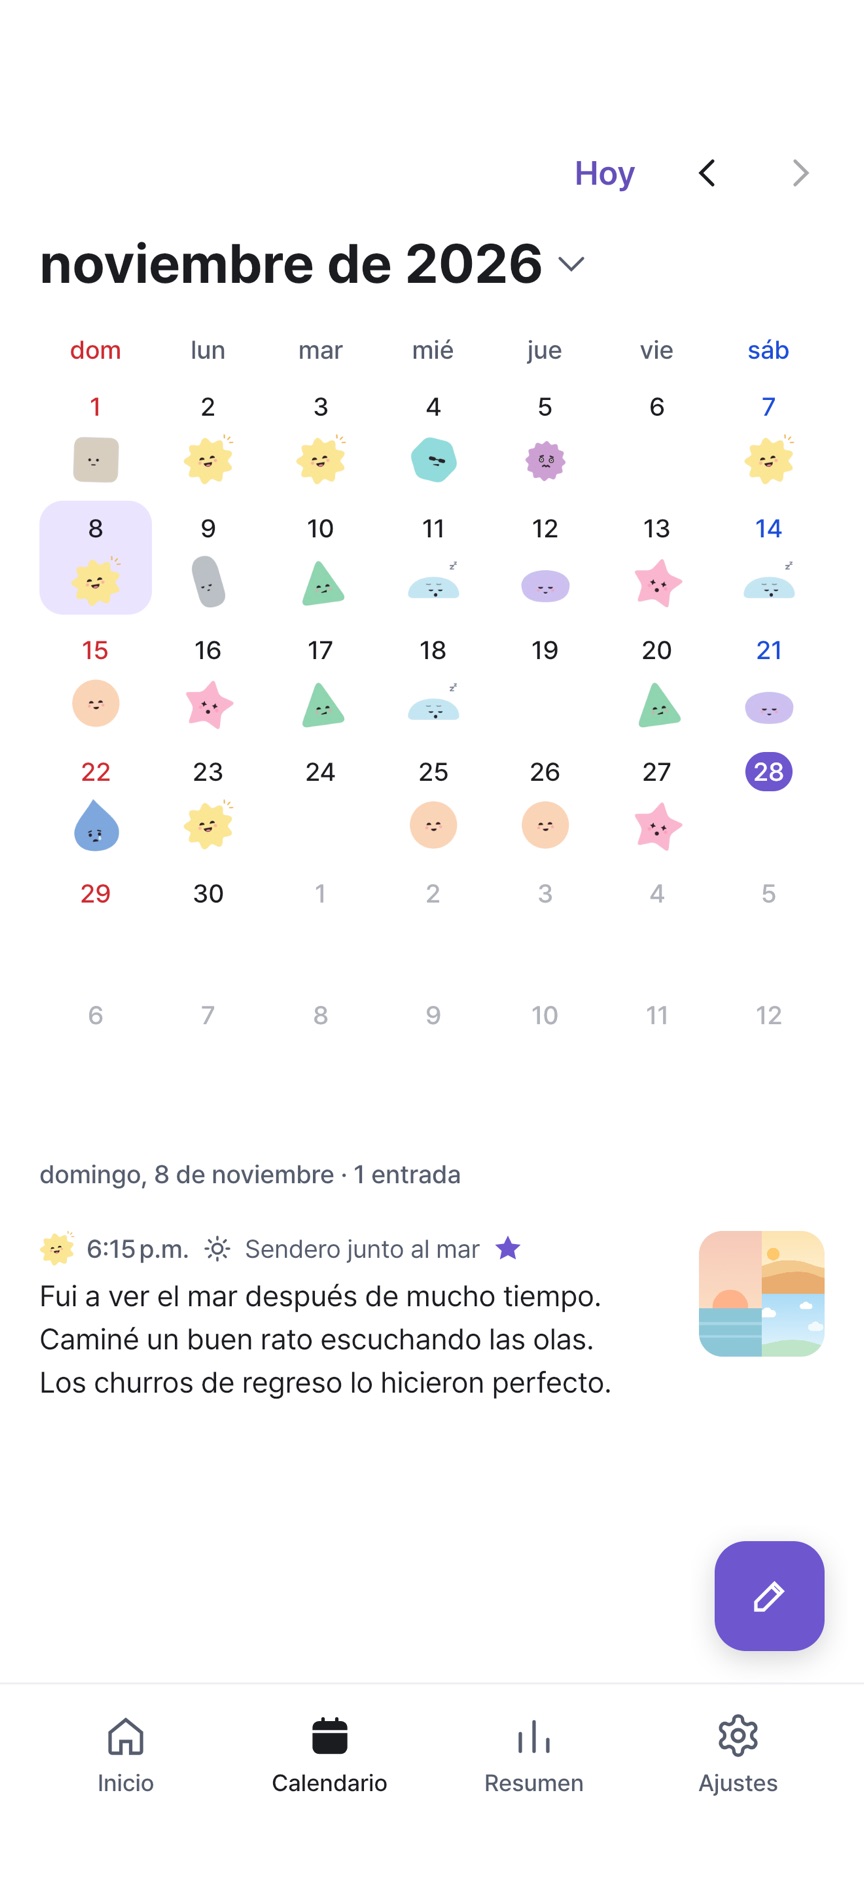 Hoy
noviembre de 2026
dom lun mar mié jue vie sáb
1 2 3 4 5 6 7
8 9 10 11 12 13 14
15 16 17 18 19 20 21
22 23 24 25 26 27 28
29 30 1 2 3 4 5
6 7 8 9 10 11 12
domingo, 8 de noviembre · 1 entrada
6:15 p.m. Sendero junto al mar
Fui a ver el mar después de mucho tiempo.
Caminé un buen rato escuchando las olas.
Los churros de regreso lo hicieron perfecto.
Inicio Calendario Resumen Ajustes